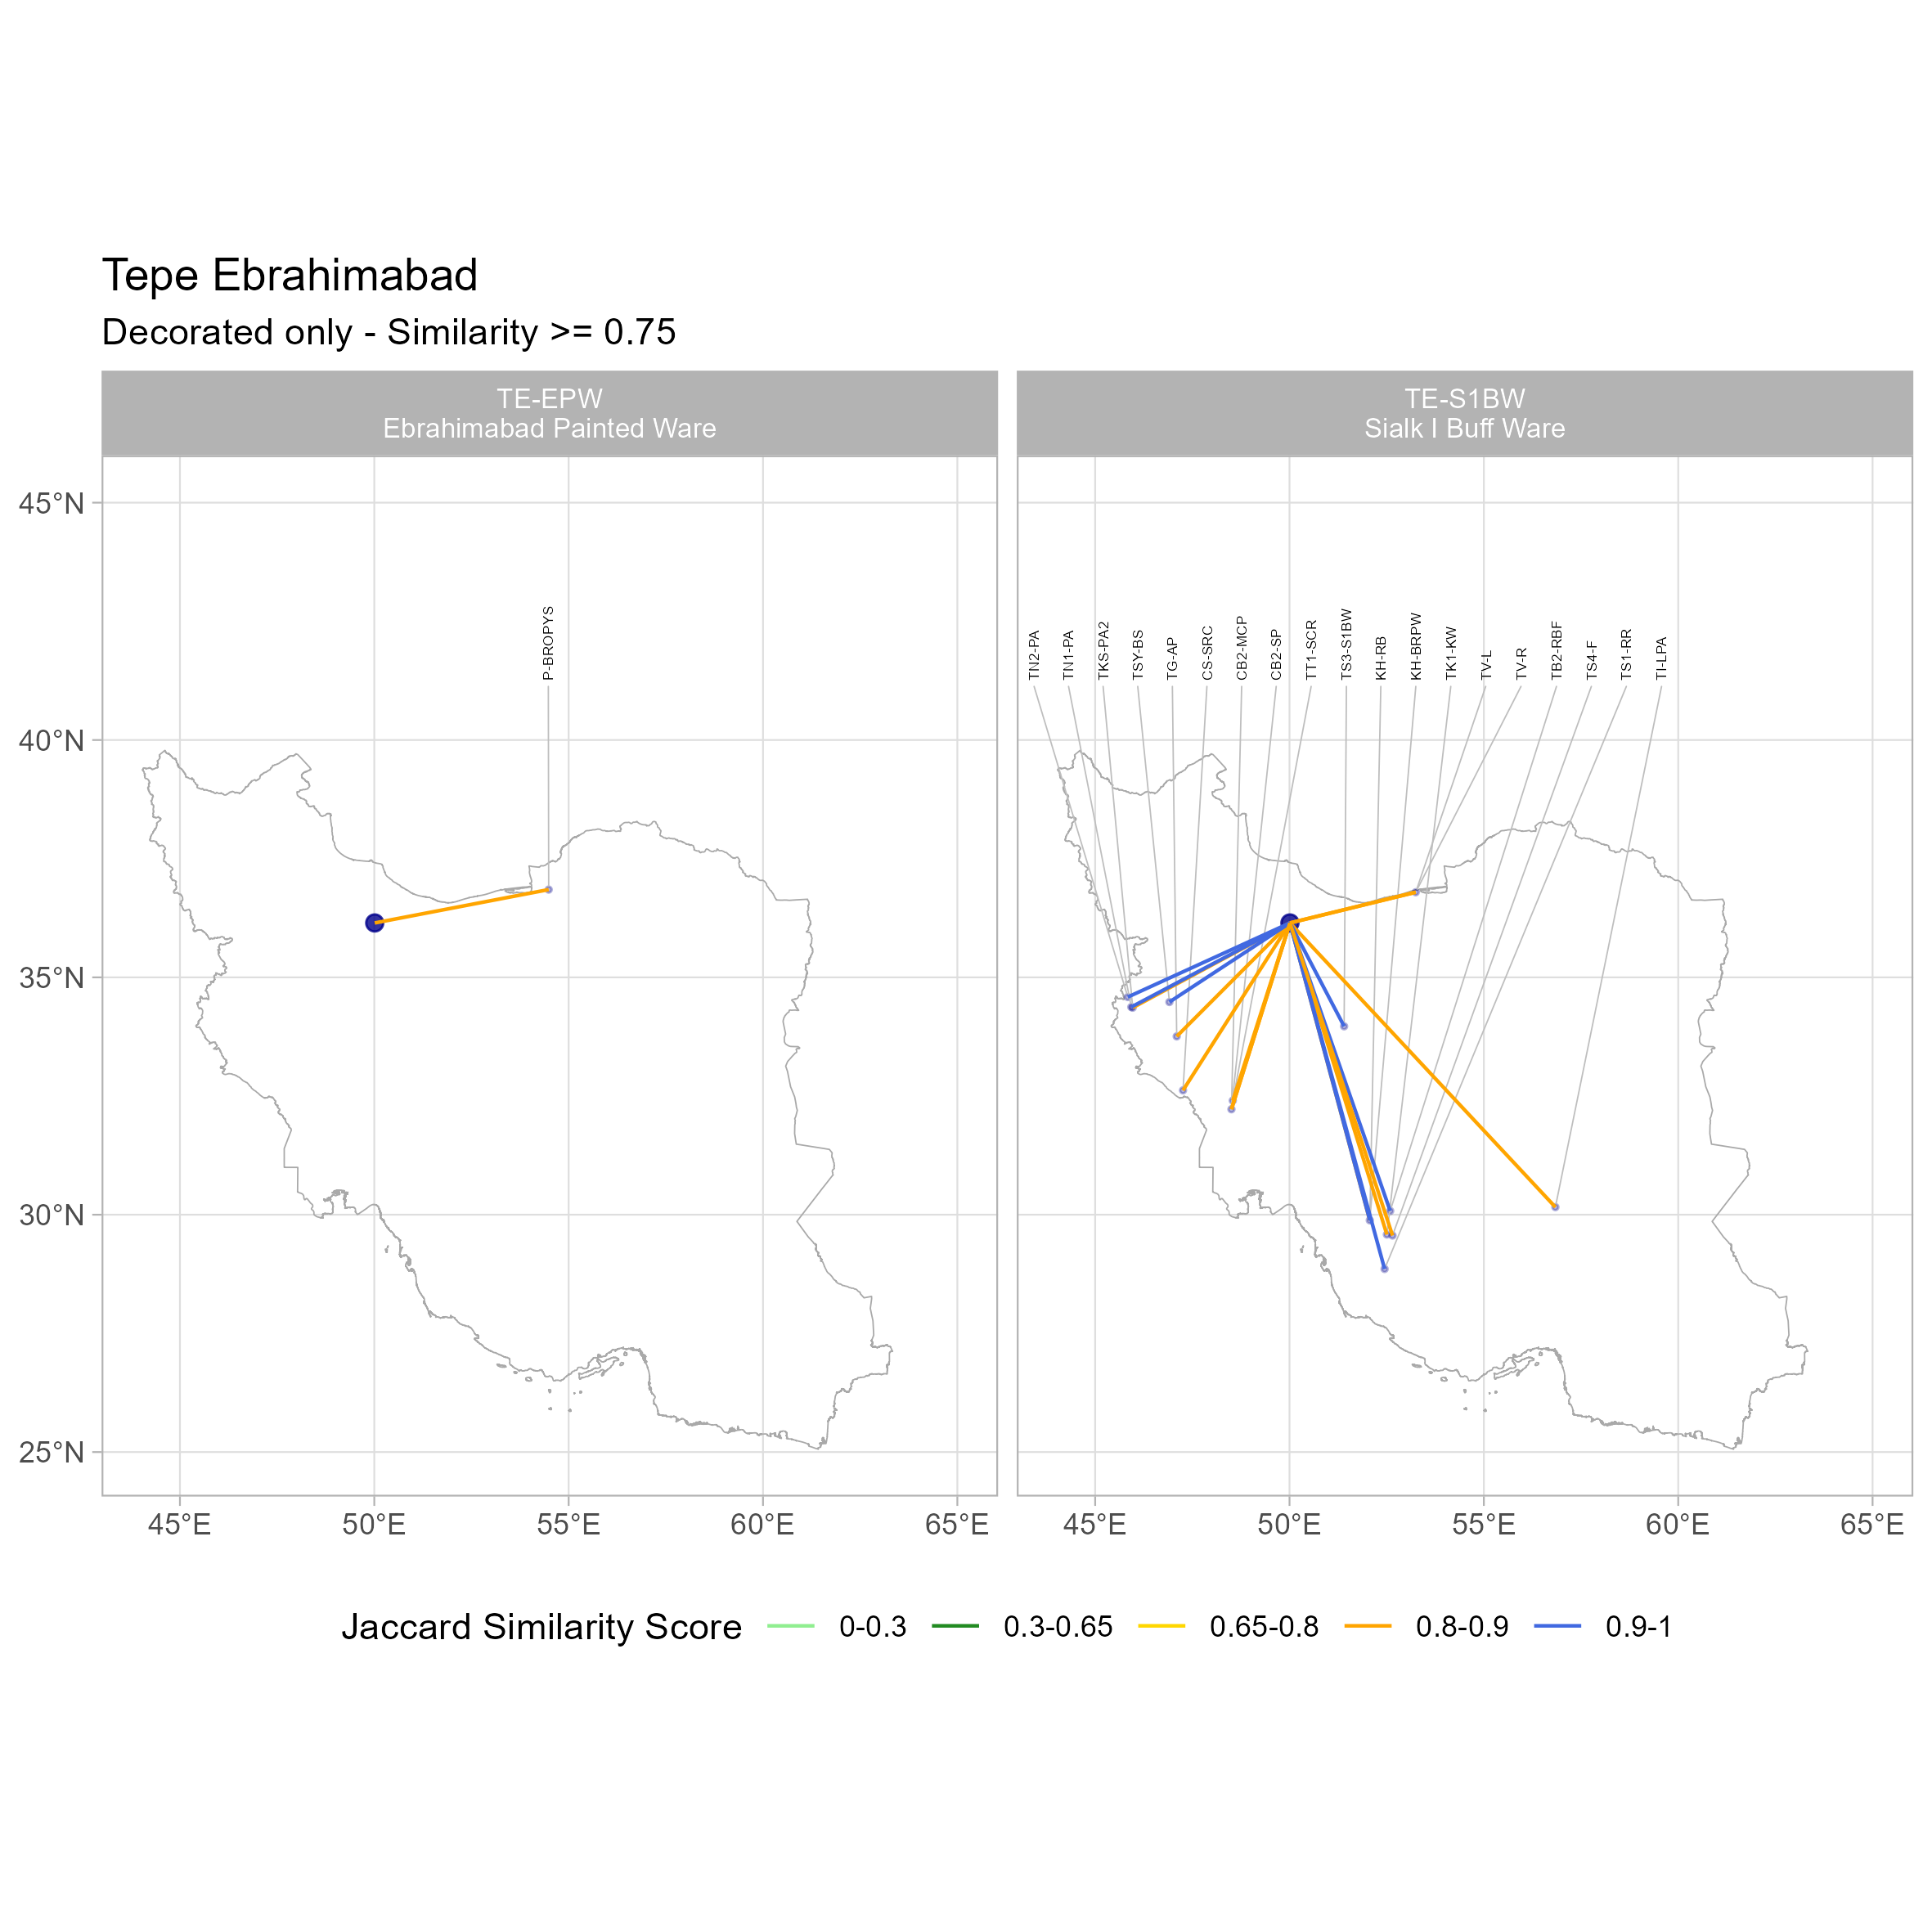 Tepe Ebrahimabad
Decorated only - Similarity >= 0.75
TE-EPW
Ebrahimabad Painted Ware
TE-S1BW
Sialk I Buff Ware
45°N
40°N
35°N
30°N
25°N
P-BROPYS
TN2-PA
TN1-PA
TKS-PA2
TSY-BS
TG-AP
CS-SRC
CB2-MCP
CB2-SP
TT1-SCR
TS3-S1BW
KH-RB
KH-BRPW
TK1-KW
TV-L
TV-R
TB2-RBF
TS4-F
TS1-RR
TI-LPA
45°E 50°E 55°E 60°E 65°E
45°E 50°E 55°E 60°E 65°E
Jaccard Similarity Score 0-0.3 0.3-0.65 0.65-0.8 0.8-0.9 0.9-1